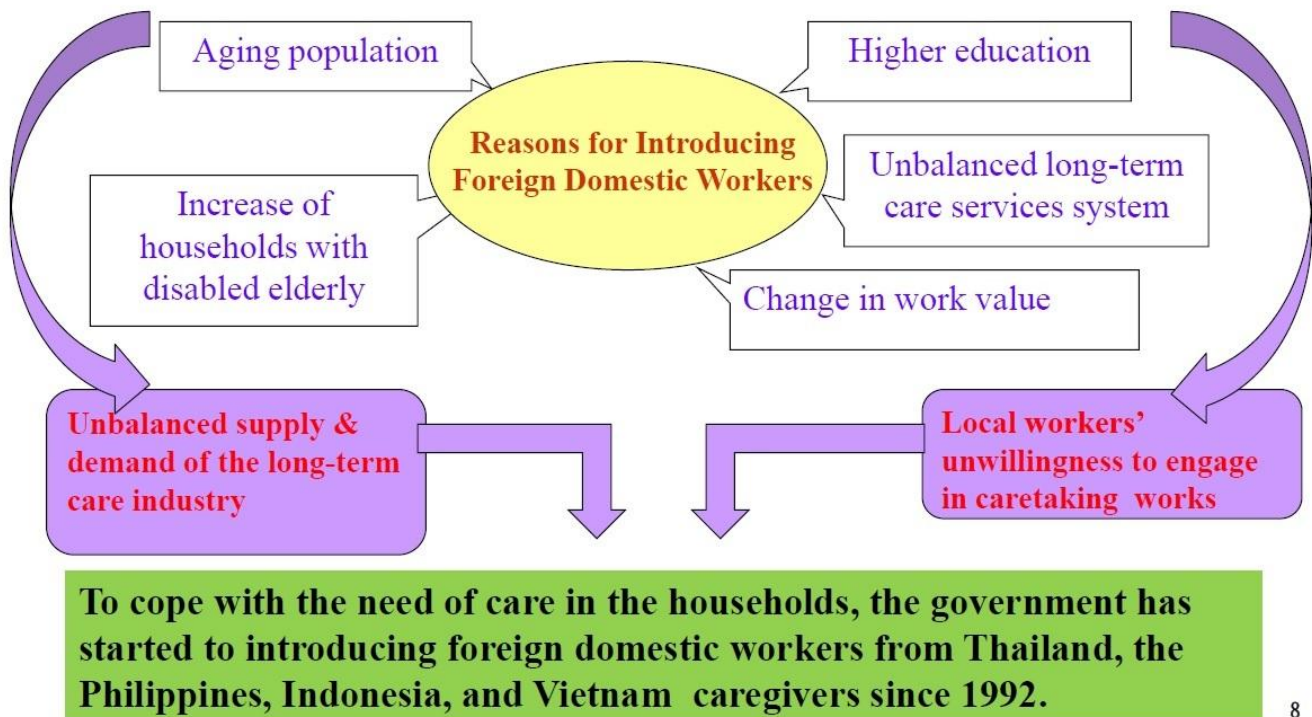 Aging population
Higher education
Reasons for Introducing
Foreign Domestic Workers
Increase of
households with
disabled elderly
Unbalanced long-term
care services system
Change in work value
Unbalanced supply &
demand of the long-term
care industry
Local workers'
unwillingness to engage
in caretaking works
To cope with the need of care in the households, the government has
started to introducing foreign domestic workers from Thailand, the
Philippines, Indonesia, and Vietnam caregivers since 1992.
8